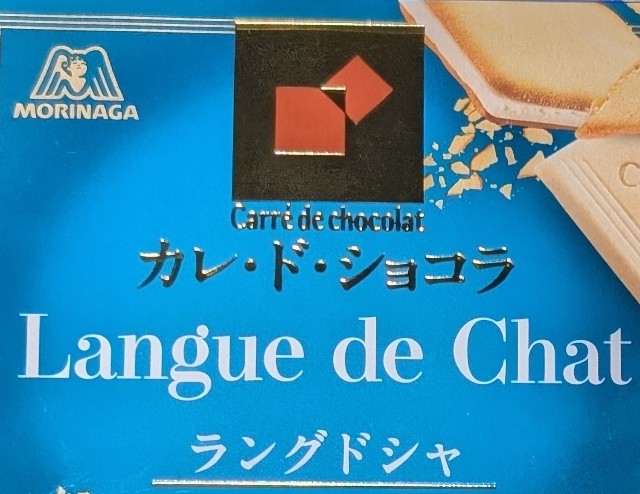 MORINAGA
Carré de chocolat
カレ・ド・ショコラ
Langue de Chat
ラングドシャ